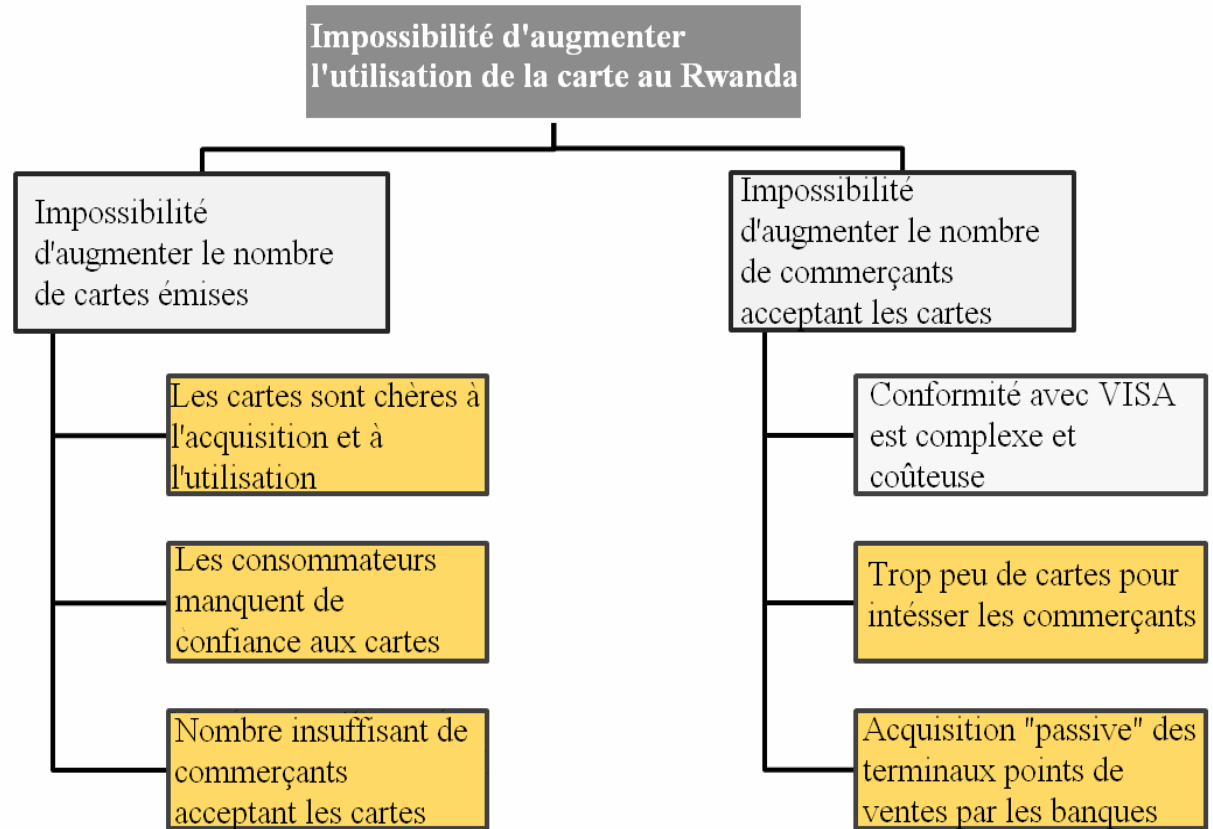 Impossibilité d'augmenter
l'utilisation de la carte au Rwanda
Impossibilité
d'augmenter le nombre
de cartes émises
Les cartes sont chères à
l'acquisition et à
l'utilisation
Les consommateurs
manquent de
confiance aux cartes
Nombre insuffisant de
commerçants
acceptant les cartes
Impossibilité
d'augmenter le nombre
de commerçants
acceptant les cartes
Conformité avec VISA
est complexe et
coûteuse
Trop peu de cartes pour
intésser les commerçants
Acquisition "passive" des
terminaux points de
ventes par les banques